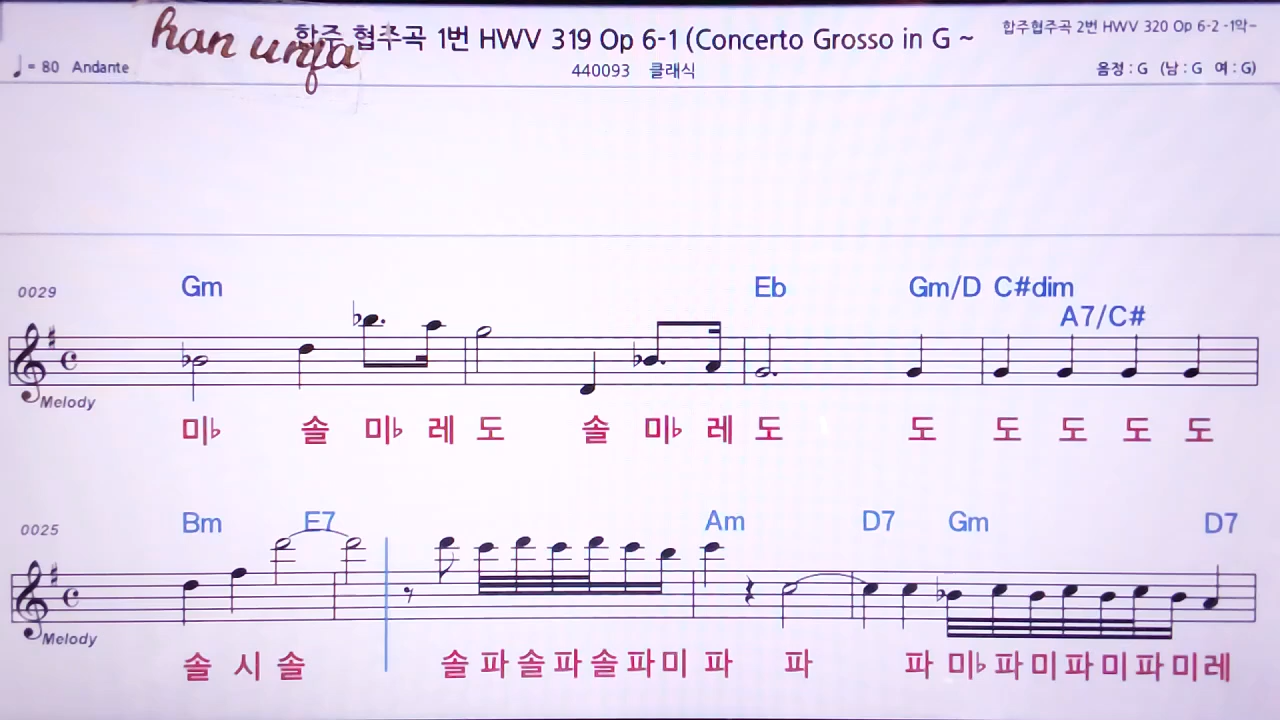 han unja
합주 협주곡 1번 HWV 319 Op 6-1 (Concerto Grosso in G ~
합주협주곡 2번 HWV 320 Op 6-2 -1악-
♩= 80 Andante
440093 클래식
음정 : G (남 : G 여 : G)
0029 Gm Eb Gm/D C#dim
A7/C#
Melody
미♭ 솔 미♭ 레 도 솔 미♭ 레 도 도 도 도 도 도
0025 Bm E7 Am D7 Gm D7
Melody
솔 시 솔 솔 파 솔 파 솔 파 미 파 파 파 미♭ 파 미 파 미 파 미 레